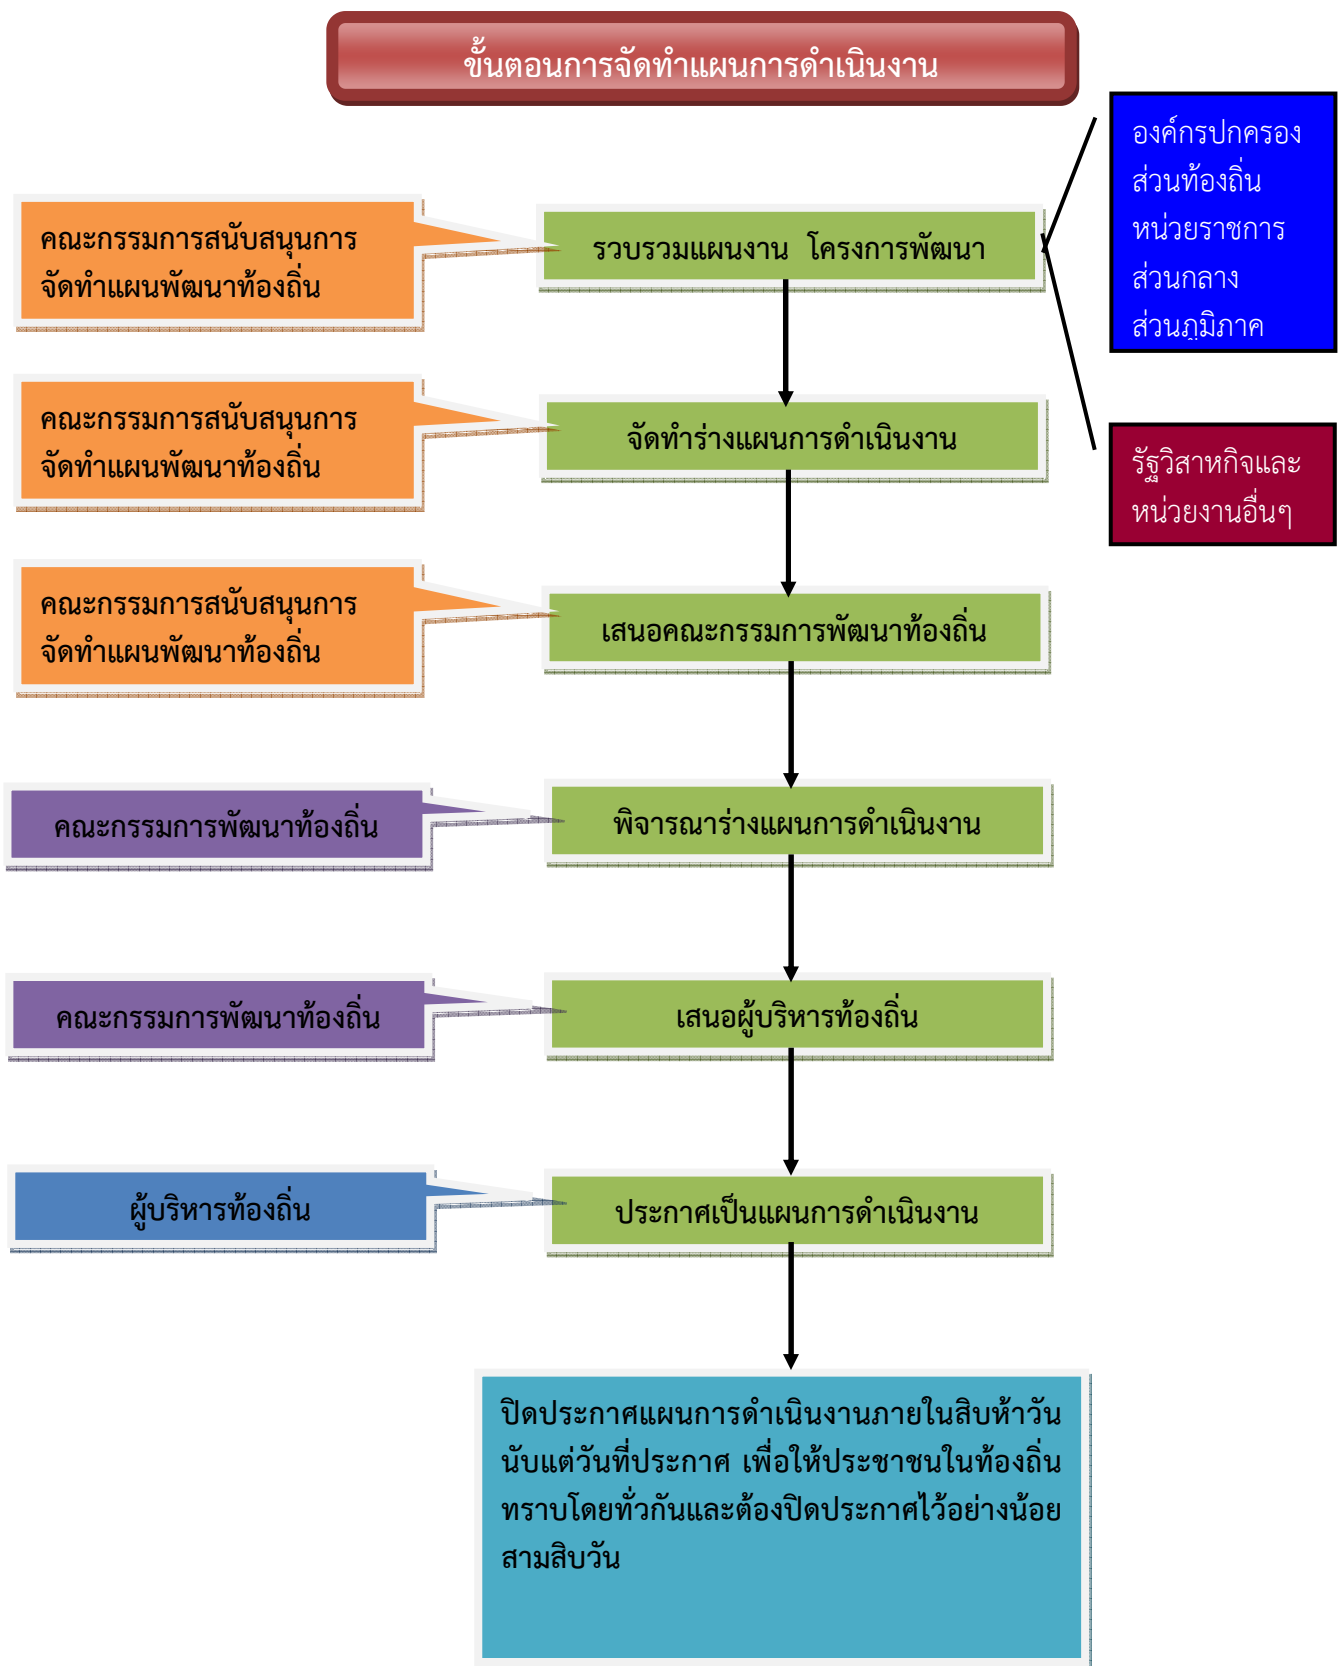 ขั้นตอนการจัดทำแผนการดำเนินงาน
องค์กรปกครอง
ส่วนท้องถิ่น
หน่วยราชการ
ส่วนกลาง
ส่วนภูมิภาค
คณะกรรมการสนับสนุนการ
จัดทำแผนพัฒนาท้องถิ่น
รวบรวมแผนงาน โครงการพัฒนา
คณะกรรมการสนับสนุนการ
จัดทำแผนพัฒนาท้องถิ่น
จัดทำร่างแผนการดำเนินงาน
รัฐวิสาหกิจและ
หน่วยงานอื่นๆ
คณะกรรมการสนับสนุนการ
จัดทำแผนพัฒนาท้องถิ่น
เสนอคณะกรรมการพัฒนาท้องถิ่น
คณะกรรมการพัฒนาท้องถิ่น
พิจารณาร่างแผนการดำเนินงาน
คณะกรรมการพัฒนาท้องถิ่น
เสนอผู้บริหารท้องถิ่น
ผู้บริหารท้องถิ่น
ประกาศเป็นแผนการดำเนินงาน
ปิดประกาศแผนการดำเนินงานภายในสิบห้าวัน
นับแต่วันที่ประกาศ เพื่อให้ประชาชนในท้องถิ่น
ทราบโดยทั่วกันและต้องปิดประกาศไว้อย่างน้อย
สามสิบวัน